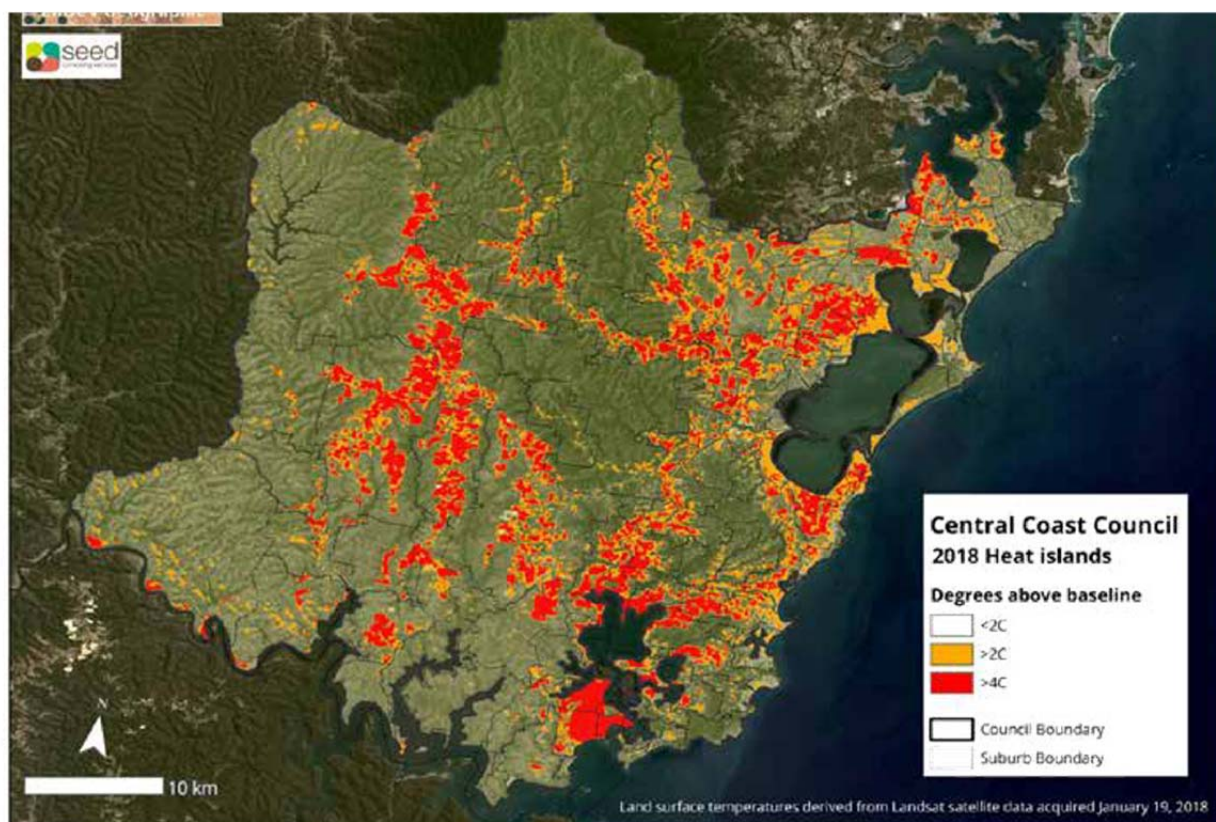 seed
Central Coast Council
2018 Heat islands
Degrees above baseline
<2C
>2C
>4C
Council Boundary
Suburb Boundary
N
10 km
Land surface temperatures derived from Landsat satellite data acquired January 19, 2018